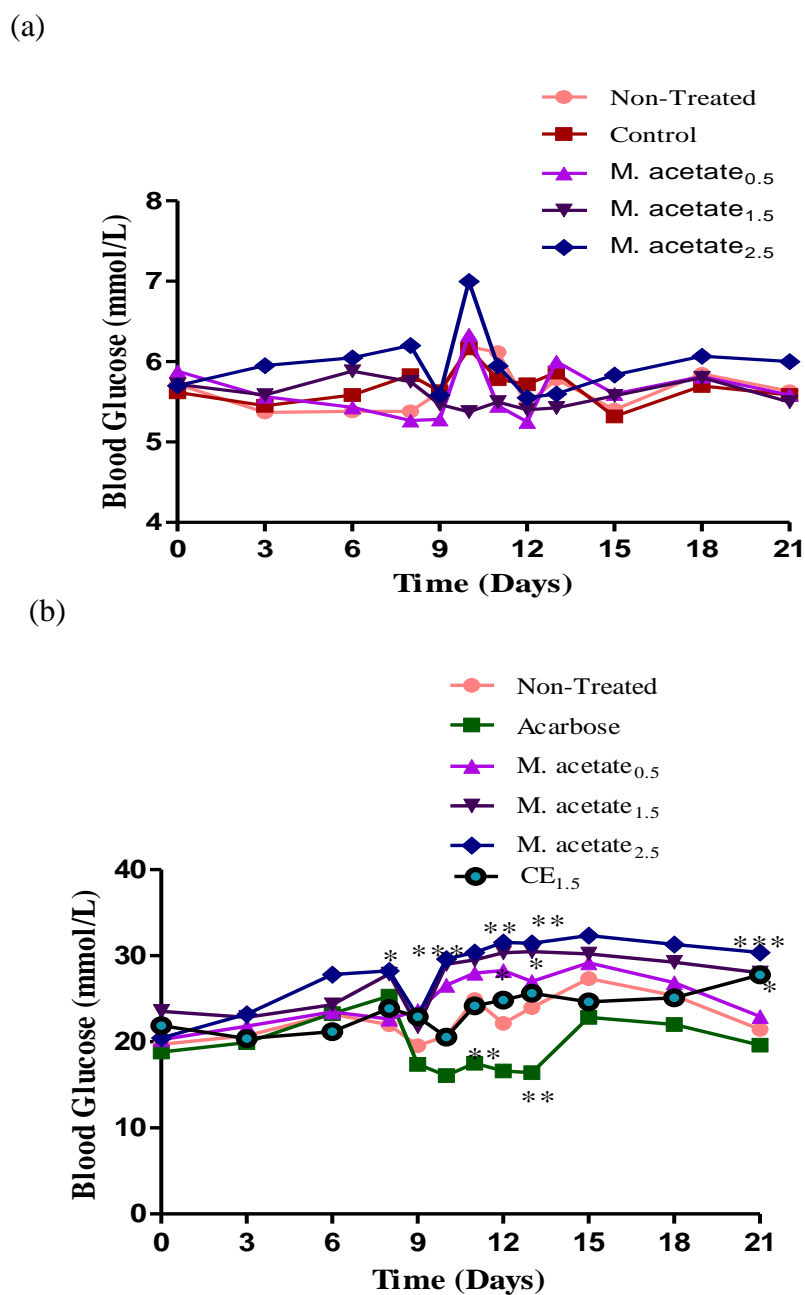 (a)
Non-Treated
Control
M. acetate0.5
M. acetate1.5
M. acetate2.5
Blood Glucose (mmol/L)
8
7
6
5
4
0 3 6 9 12 15 18 21
Time (Days)
(b)
Non-Treated
Acarbose
M. acetate0.5
M. acetate1.5
M. acetate2.5
CE1.5
Blood Glucose (mmol/L)
40
30
20
10
0
* *** ** ** ***
* * *
**
**
0 3 6 9 12 15 18 21
Time (Days)